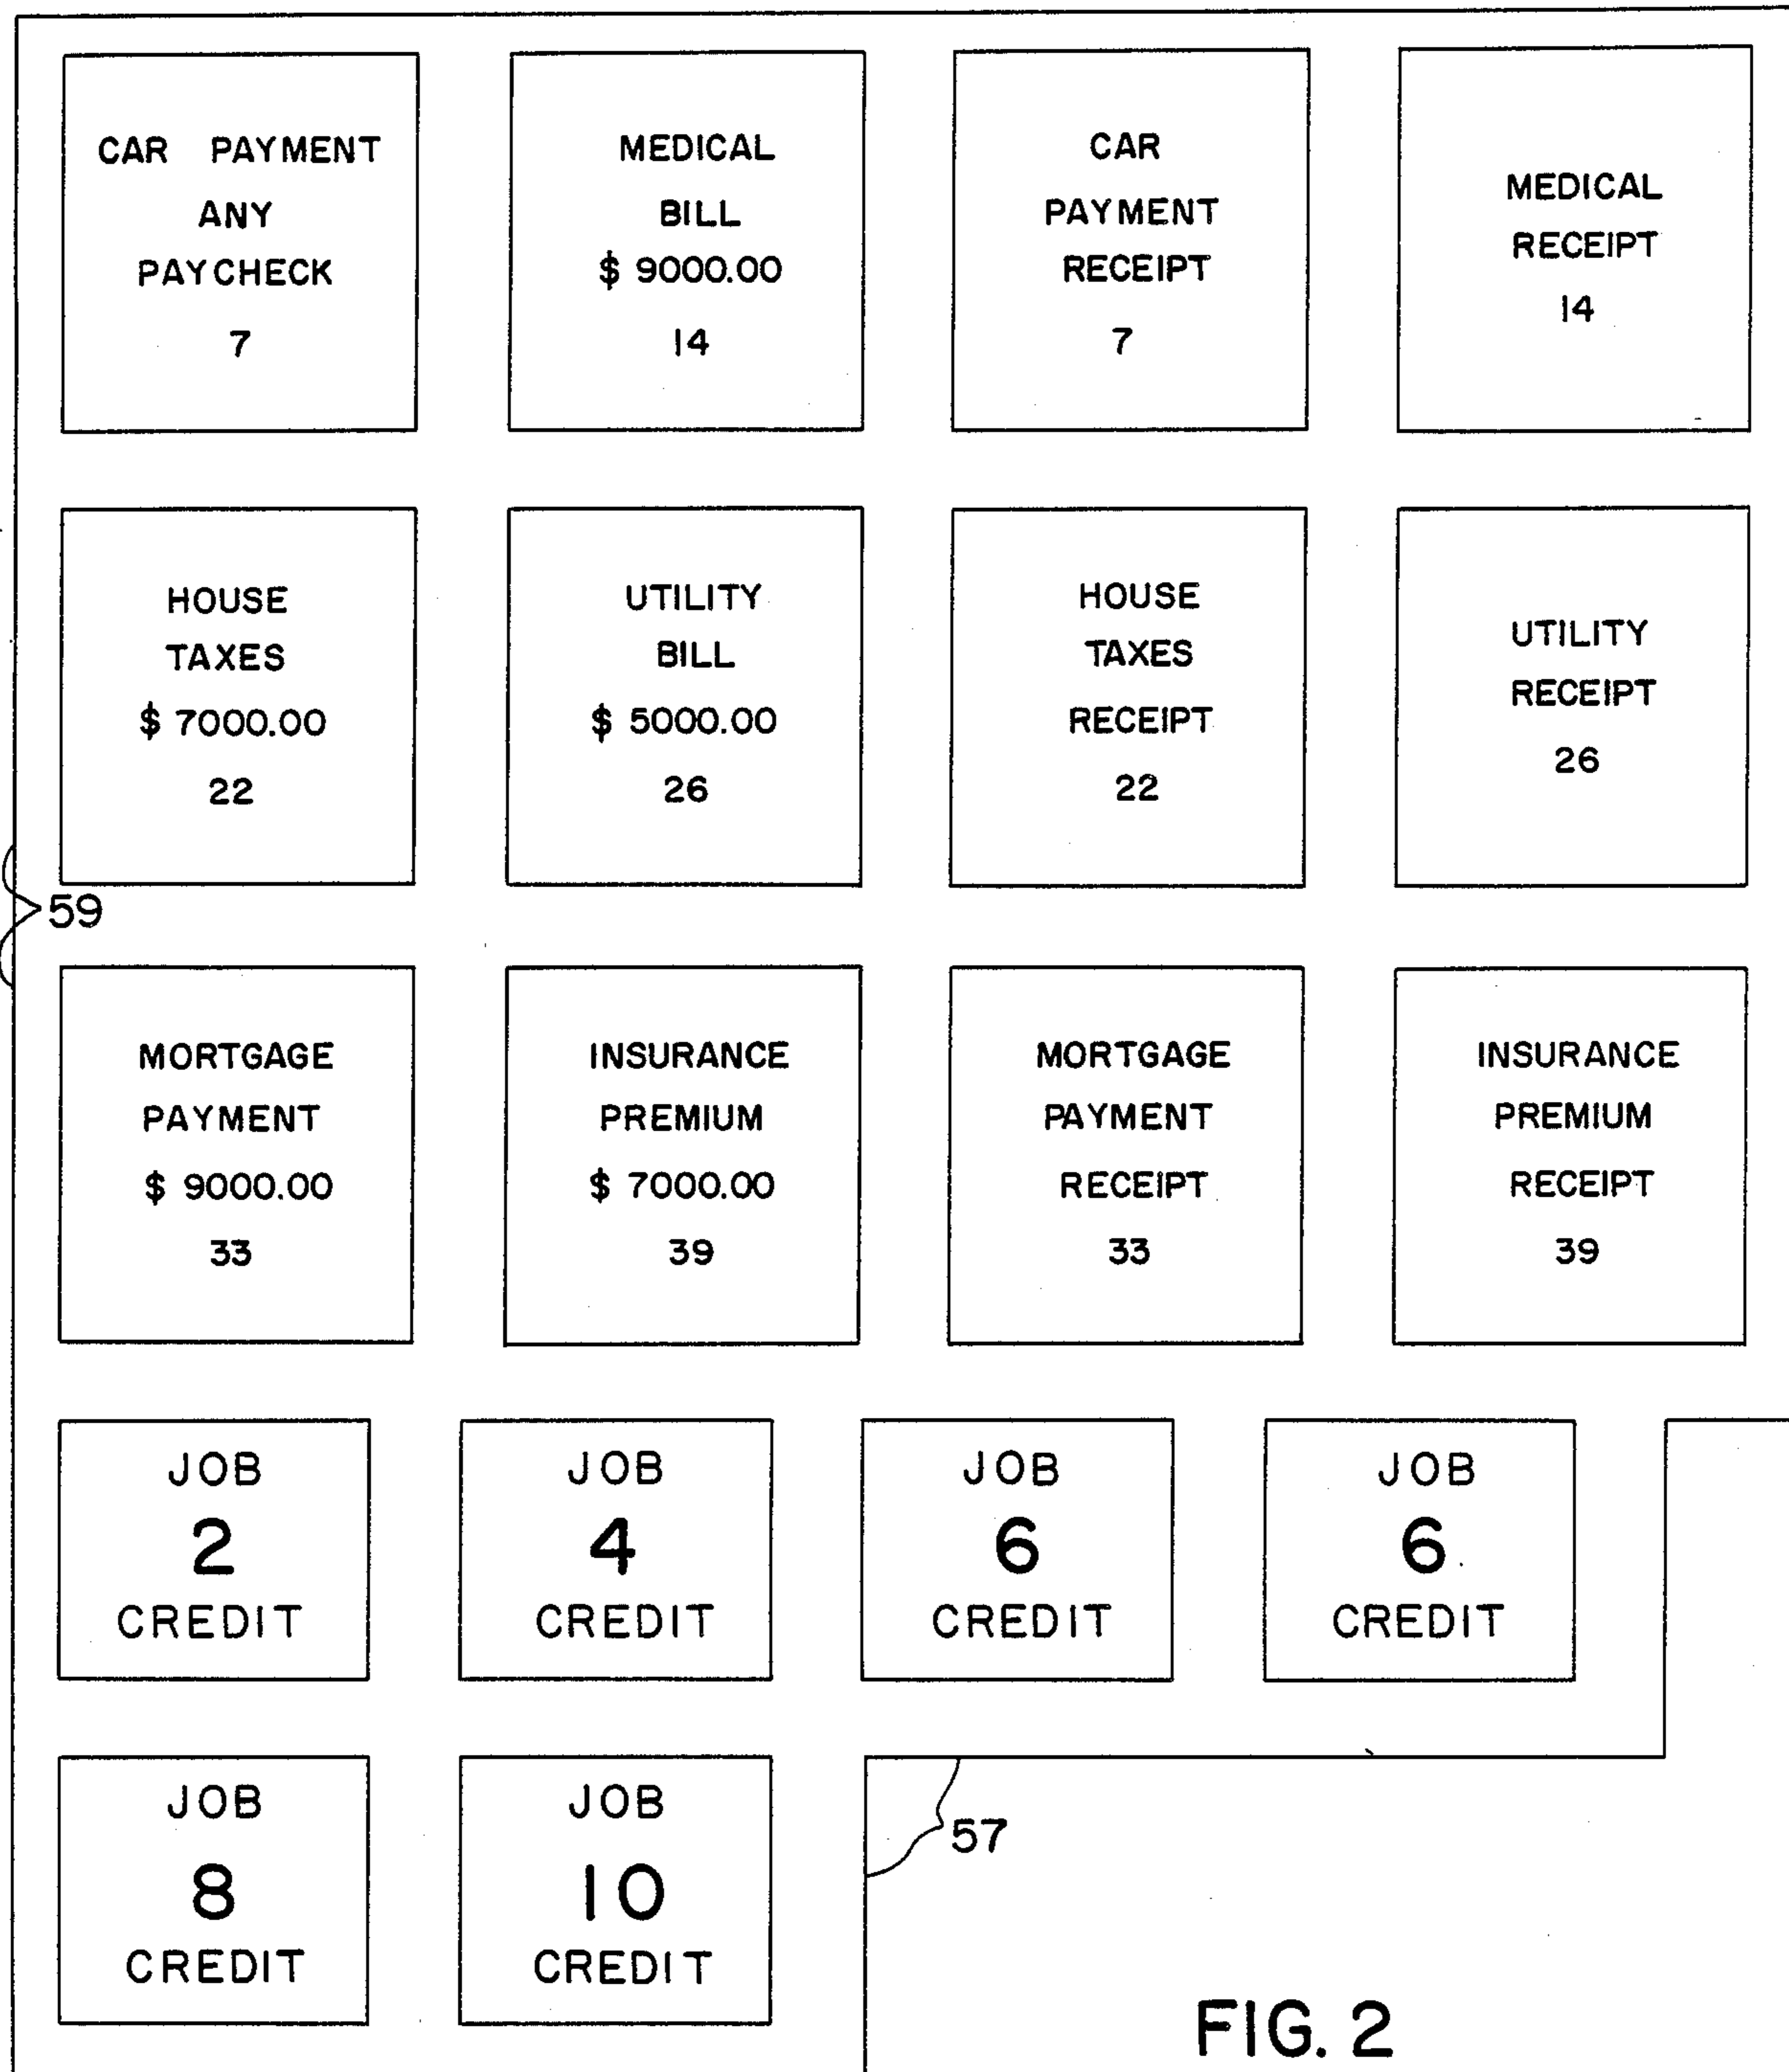 CAR PAYMENT
ANY
PAYCHECK
7
MEDICAL
BILL
$ 9000.00
14
CAR
PAYMENT
RECEIPT
7
MEDICAL
RECEIPT
14
HOUSE
TAXES
$ 7000.00
22
UTILITY
BILL
$ 5000.00
26
HOUSE
TAXES
RECEIPT
22
UTILITY
RECEIPT
26
59
MORTGAGE
PAYMENT
$ 9000.00
33
INSURANCE
PREMIUM
$ 7000.00
39
MORTGAGE
PAYMENT
RECEIPT
33
INSURANCE
PREMIUM
RECEIPT
39
JOB
2
CREDIT
JOB
4
CREDIT
JOB
6
CREDIT
JOB
6
CREDIT
JOB
8
CREDIT
JOB
10
CREDIT
57
FIG. 2